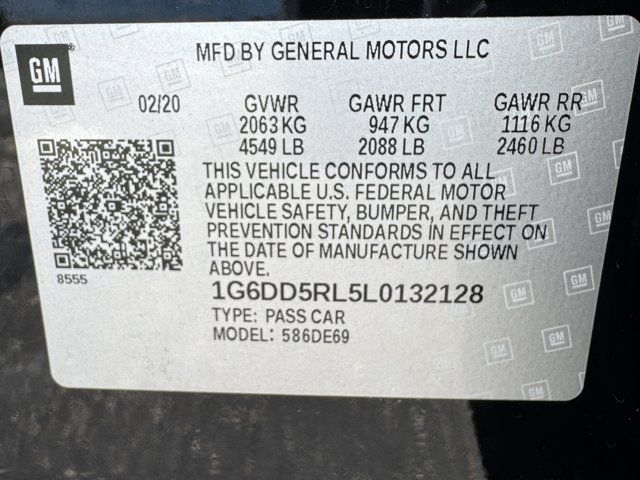 GM
MFD BY GENERAL MOTORS LLC
02/20 GVWR GAWR FRT GAWR RR
2063 KG 947 KG 1116 KG
4549 LB 2088 LB 2460 LB
THIS VEHICLE CONFORMS TO ALL
APPLICABLE U.S. FEDERAL MOTOR
VEHICLE SAFETY, BUMPER, AND THEFT
PREVENTION STANDARDS IN EFFECT ON
THE DATE OF MANUFACTURE SHOWN
ABOVE.
8555
1G6DD5RL5L0132128
TYPE: PASS CAR
MODEL: 586DE69